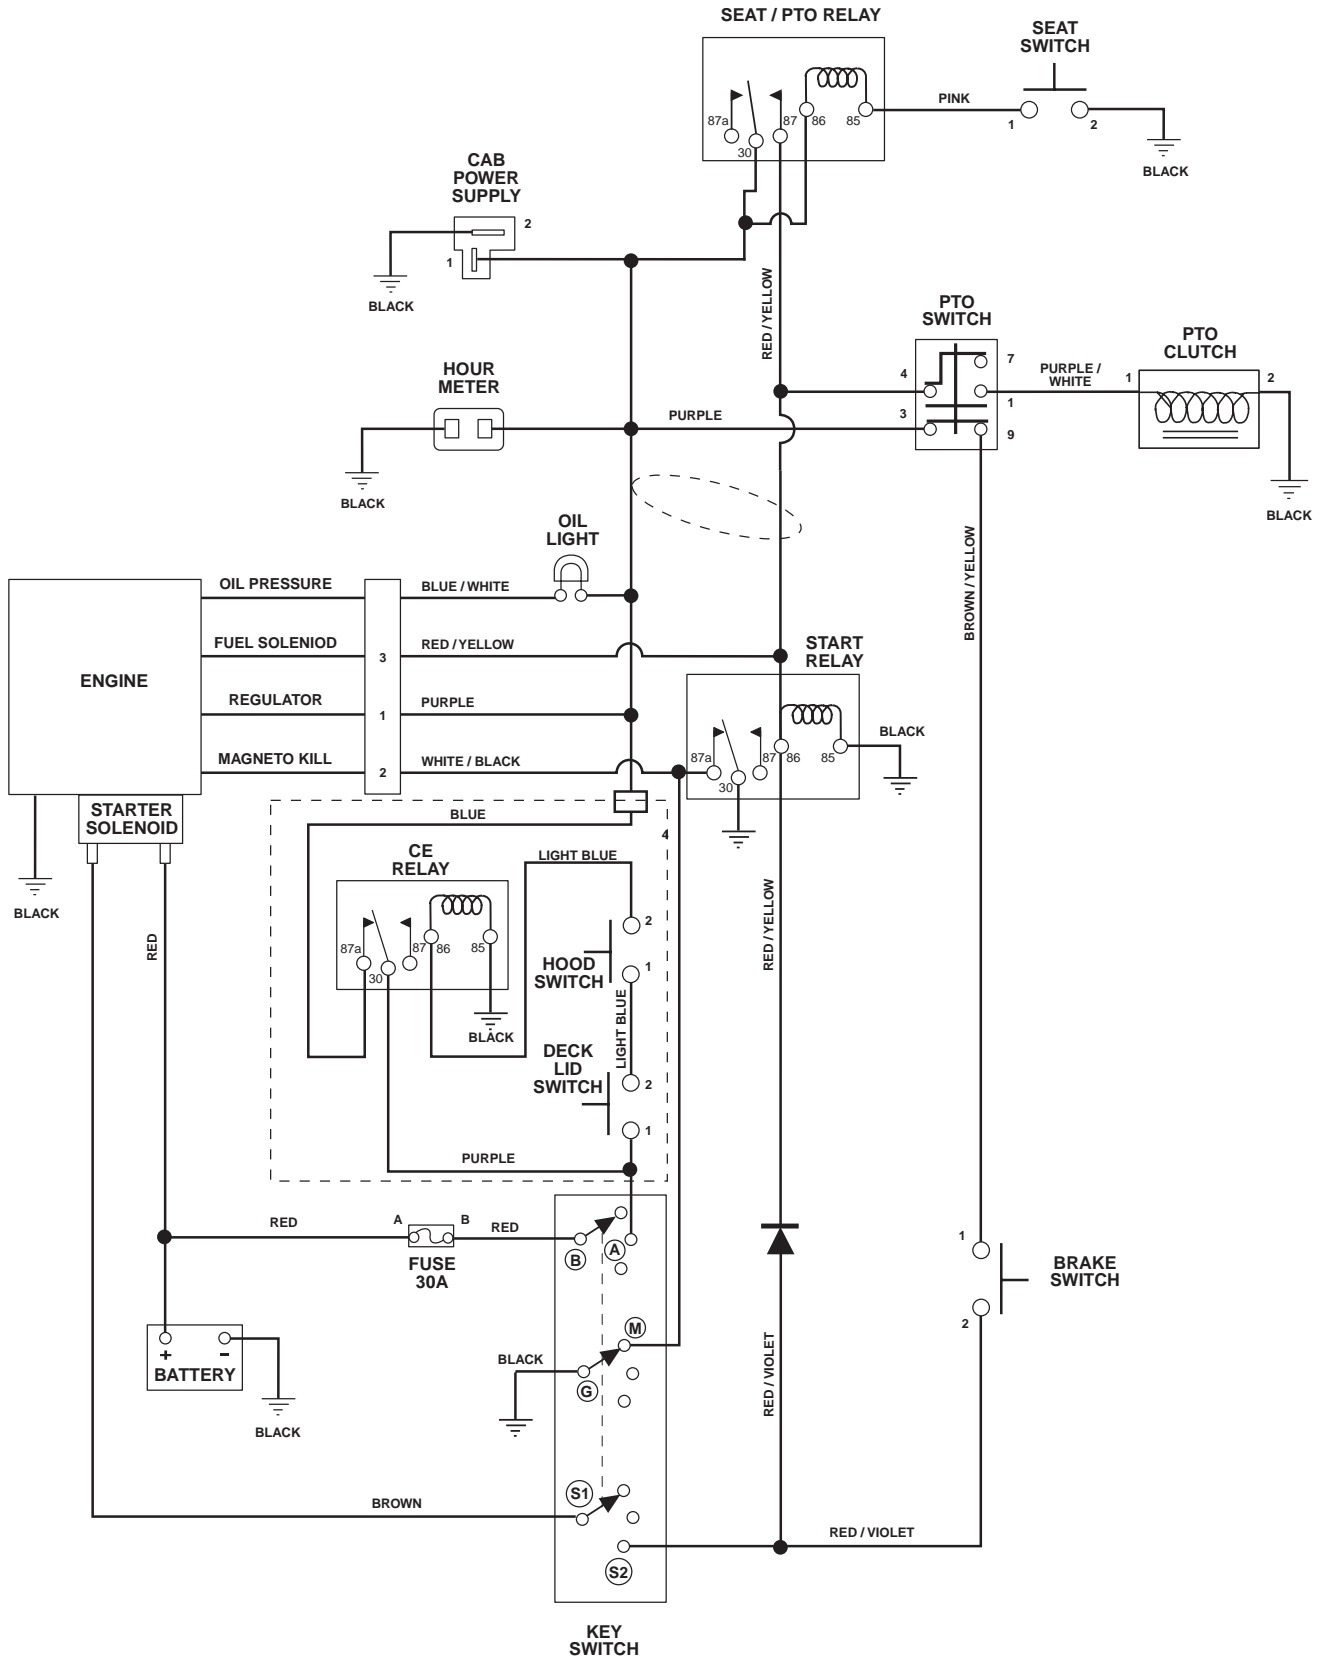 SEAT / PTO RELAY
SEAT
SWITCH
87a
30
87
86
85
PINK
1
2
BLACK
CAB
POWER
SUPPLY
2
1
BLACK
RED / YELLOW
PTO
SWITCH
4
7
3
1
9
PURPLE /
WHITE
PTO
CLUTCH
1
2
BLACK
HOUR
METER
PURPLE
BLACK
OIL
LIGHT
BROWN / YELLOW
ENGINE
OIL PRESSURE
BLUE / WHITE
FUEL SOLENIOD
3
RED / YELLOW
REGULATOR
1
PURPLE
MAGNETO KILL
2
WHITE / BLACK
START
RELAY
87a
30
87
86
85
BLACK
STARTER
SOLENOID
BLACK
RED
BLUE
4
CE
RELAY
LIGHT BLUE
87a
30
87
86
85
BLACK
2
HOOD
SWITCH
1
LIGHT BLUE
DECK
LID
SWITCH
2
1
PURPLE
RED / YELLOW
RED
A
B
RED
FUSE
30A
B
A
M
BLACK
G
S1
S2
BROWN
+
-
BATTERY
BLACK
RED / VIOLET
RED / VIOLET
1
BRAKE
SWITCH
2
KEY
SWITCH